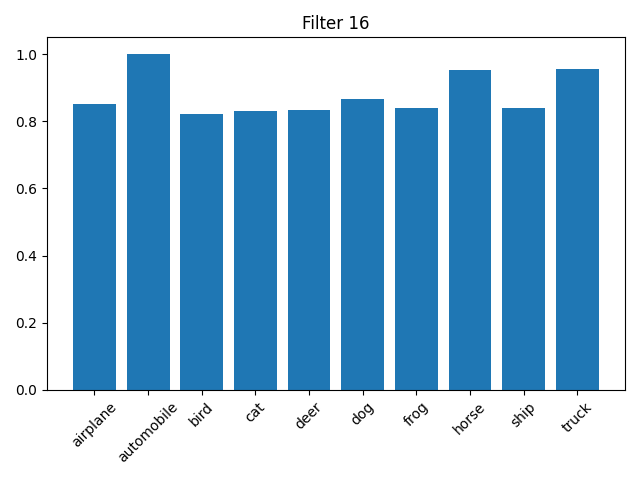 Filter 16
1.0
0.8
0.6
0.4
0.2
0.0
airplane
automobile
bird
cat
deer
dog
frog
horse
ship
truck